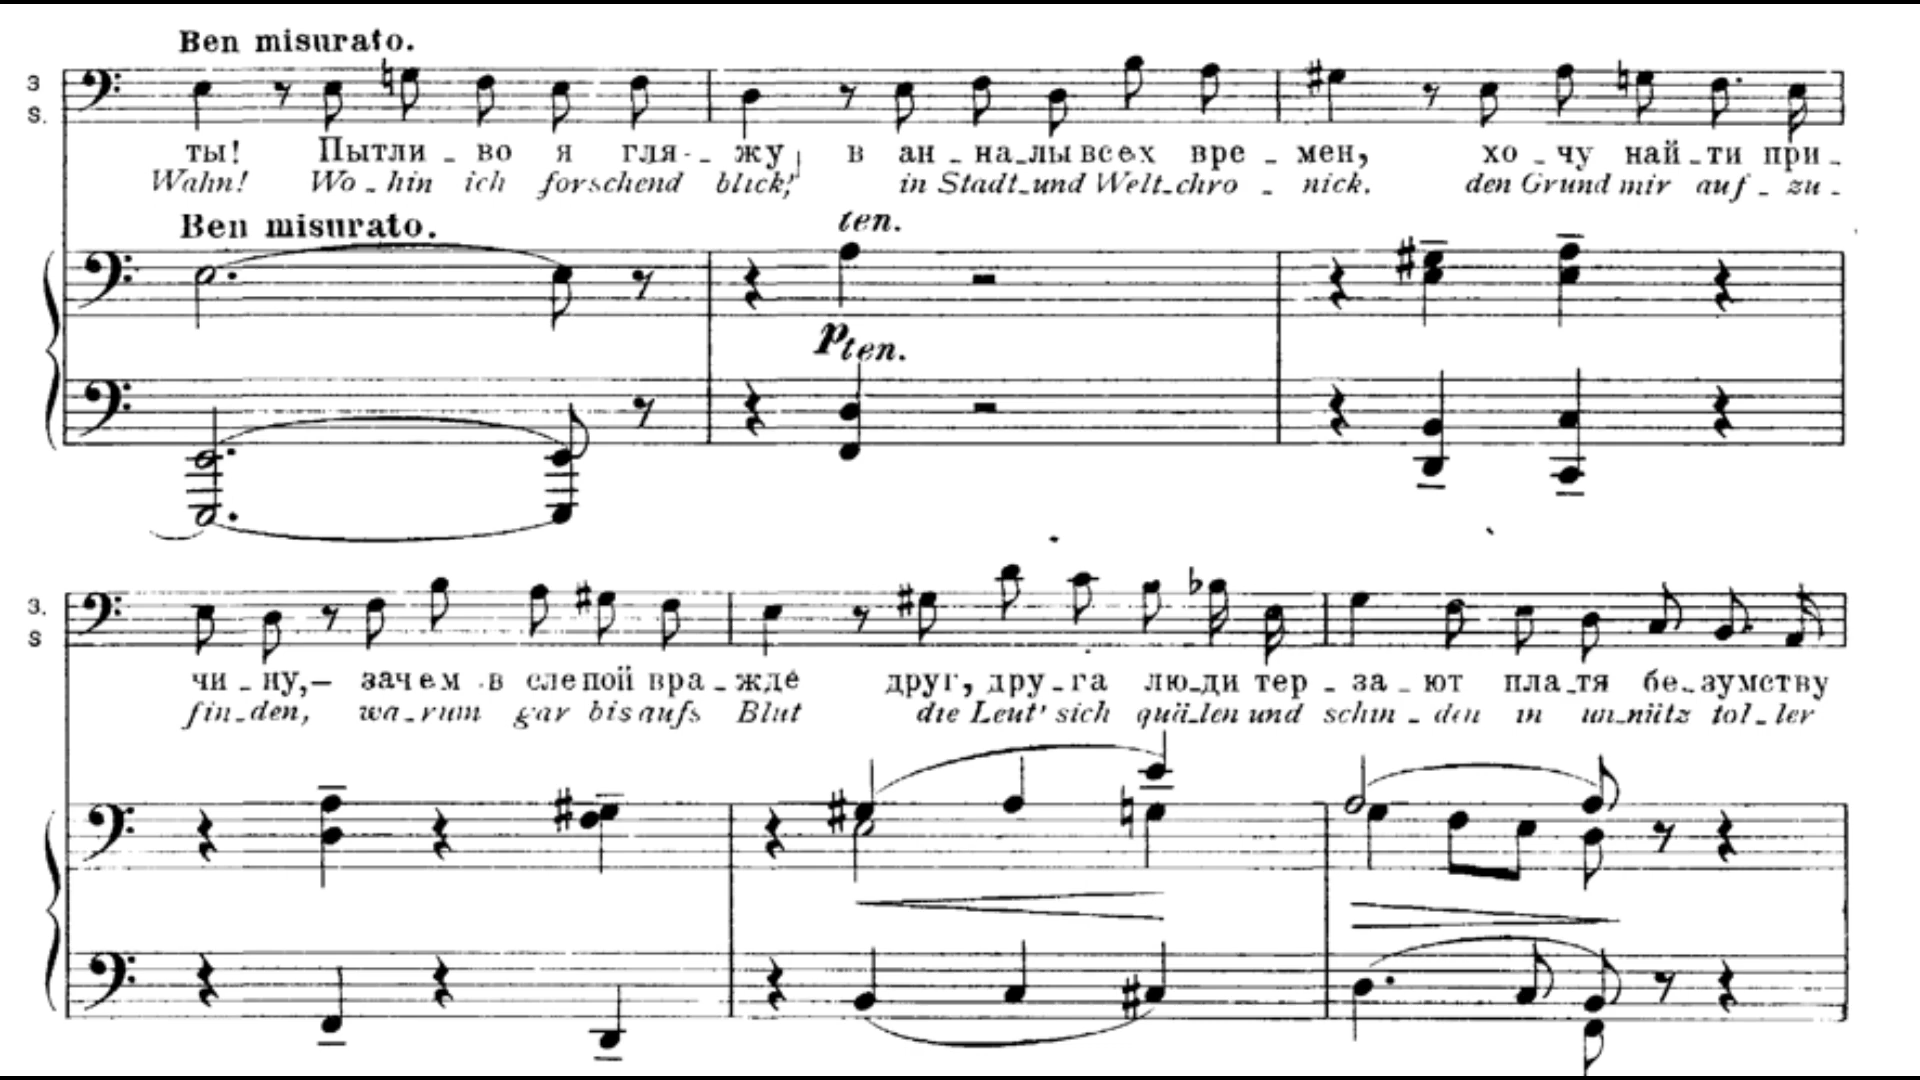 Ben misurato.
3
S.
ты! Пытли - во я гля - жу, в ан - на - лы всех вре - мен, хо - чу най - ти при -
Wahn! Wo - hin ich forschend blick', in Stadt - und Welt - chro - nick. den Grund mir auf - zu -
Ben misurato.
ten.
p ten.
3.
S
чи - ну,— зачем в слепой вра - жде друг, дру - га лю - ди тер - за - ют пла - тя бе - зумству
fin - den, wa - rum gar bis aufs Blut die Leut' sich quä - len und schin - den in un - nütz tol - ler